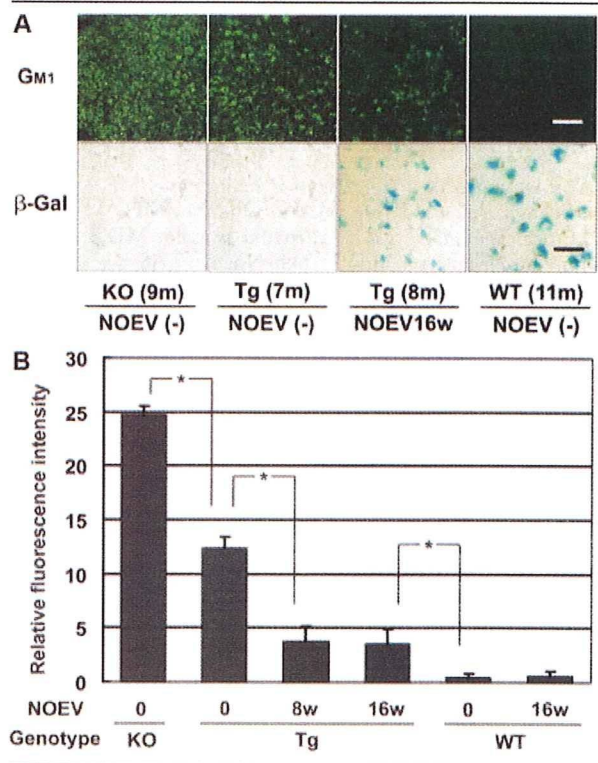 A
GM1
β-Gal
KO (9m) Tg (7m) Tg (8m) WT (11m)
NOEV (-) NOEV (-) NOEV16w NOEV (-)
B
Relative fluorescence intensity
30
25
20
15
10
5
0
* * *
NOEV 0 0 8w 16w 0 16w
Genotype KO Tg WT